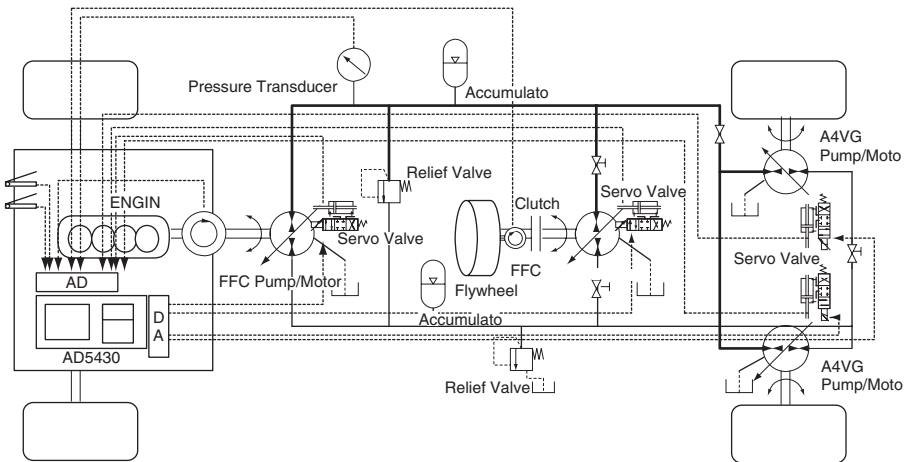 Pressure Transducer
Accumulato
A4VG
Pump/Moto
Relief Valve
Servo Valve
ENGIN
Clutch
Servo Valve
Servo Valve
AD
FFC Pump/Motor
FFC
Flywheel
D
A
Accumulato
AD5430
Relief Valve
A4VG
Pump/Moto